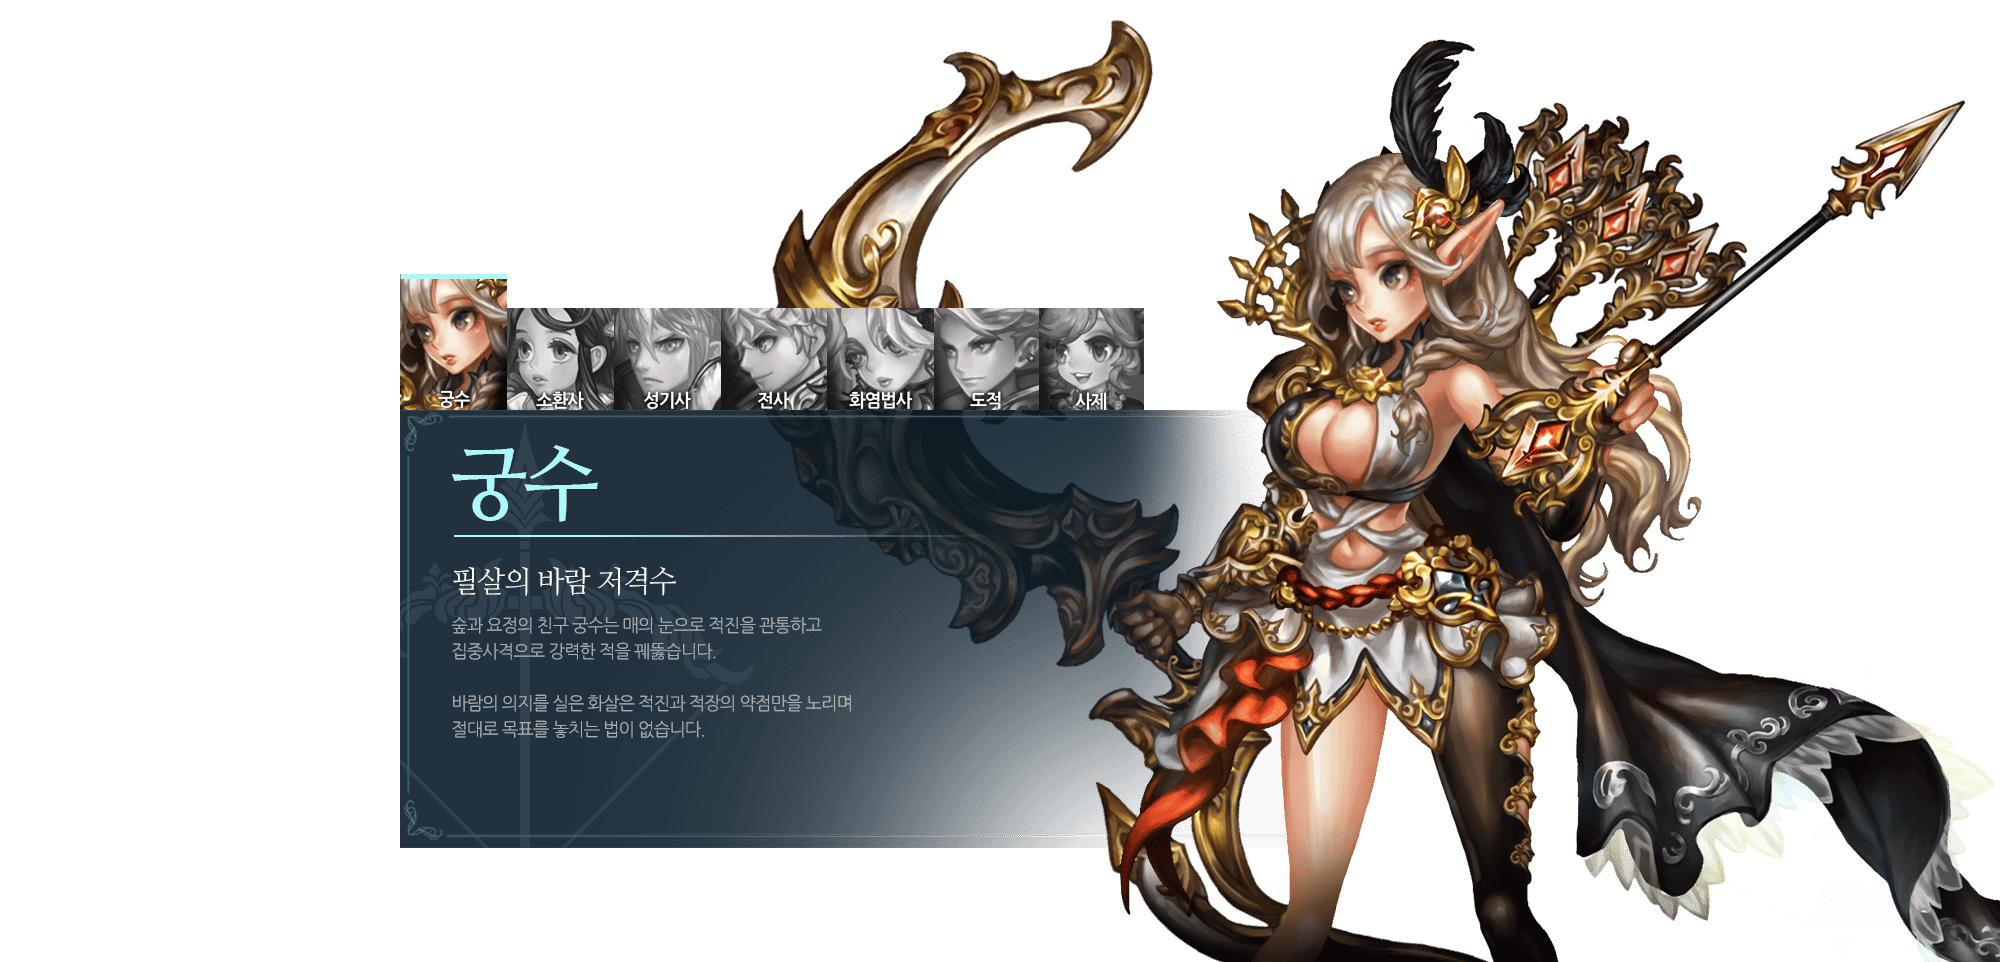 궁수
소환사
성기사
전사
화염법사
도적
사제
궁수
필살의 바람 저격수
숲과 요정의 친구 궁수는 매의 눈으로 적진을 관통하고
집중사격으로 강력한 적을 꿰뚫습니다.
바람의 의지를 실은 화살은 적진과 적장의 약점만을 노리며
절대로 목표를 놓치는 법이 없습니다.